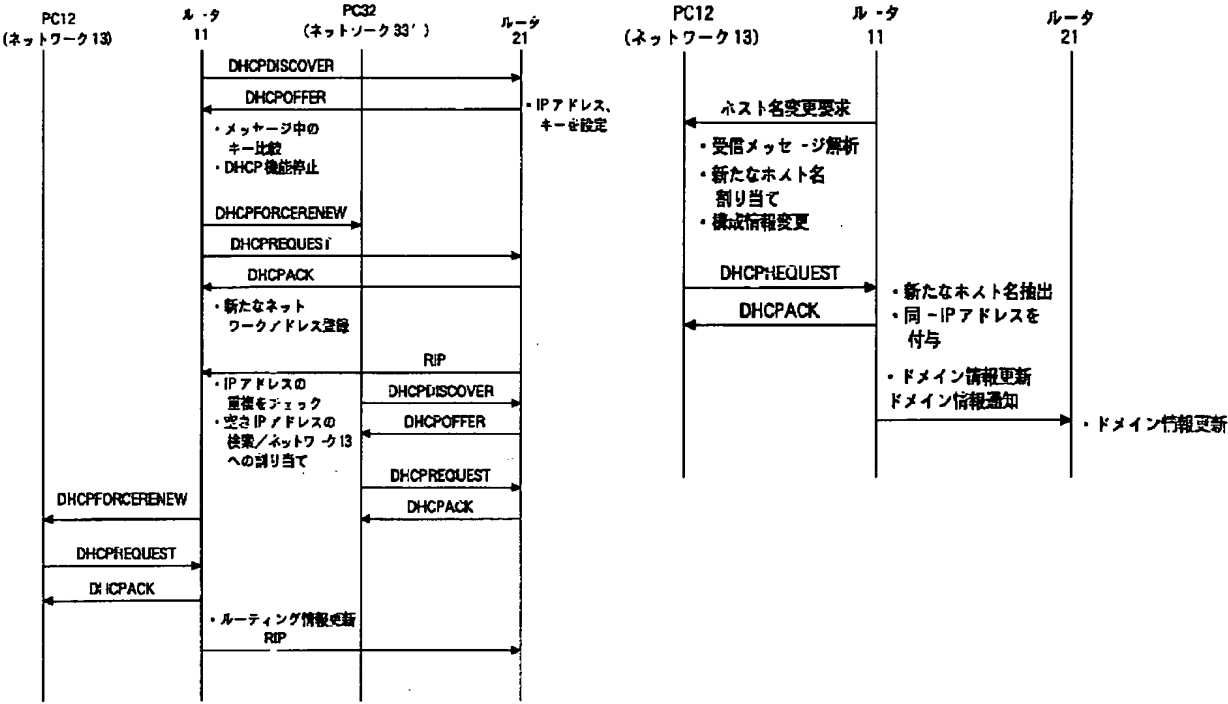 PC12
(ネットワーク13)
ルータ
11
PC32
(ネットソーク33')
ルータ
21
DHCPDISCOVER
DHCPOFFER
・IPアドレス、
キーを設定
・メッセージ中の
キー比較
・DHCP機能停止
DHCPFORCERENEW
DHCPREQUEST
DHCPACK
・新たなネット
ワークアドレス登録
RIP
・IPアドレスの
重複をチェック
・空きIPアドレスの
検索/ネットワーク13
への割り当て
DHCPDISCOVER
DHCPOFFER
DHCPREQUEST
DHCPACK
DHCPFORCERENEW
DHCPREQUEST
DHCPACK
・ルーティング情報更新
RIP
PC12
(ネットワーク13)
ルータ
11
ルータ
21
ホスト名変更要求
・受信メッセージ解析
・新たなホスト名
割り当て
・構成情報変更
DHCPREQUEST
DHCPACK
・新たなホスト名抽出
・同一IPアドレスを
付与
・ドメイン情報更新
ドメイン情報通知
・ドメイン情報更新